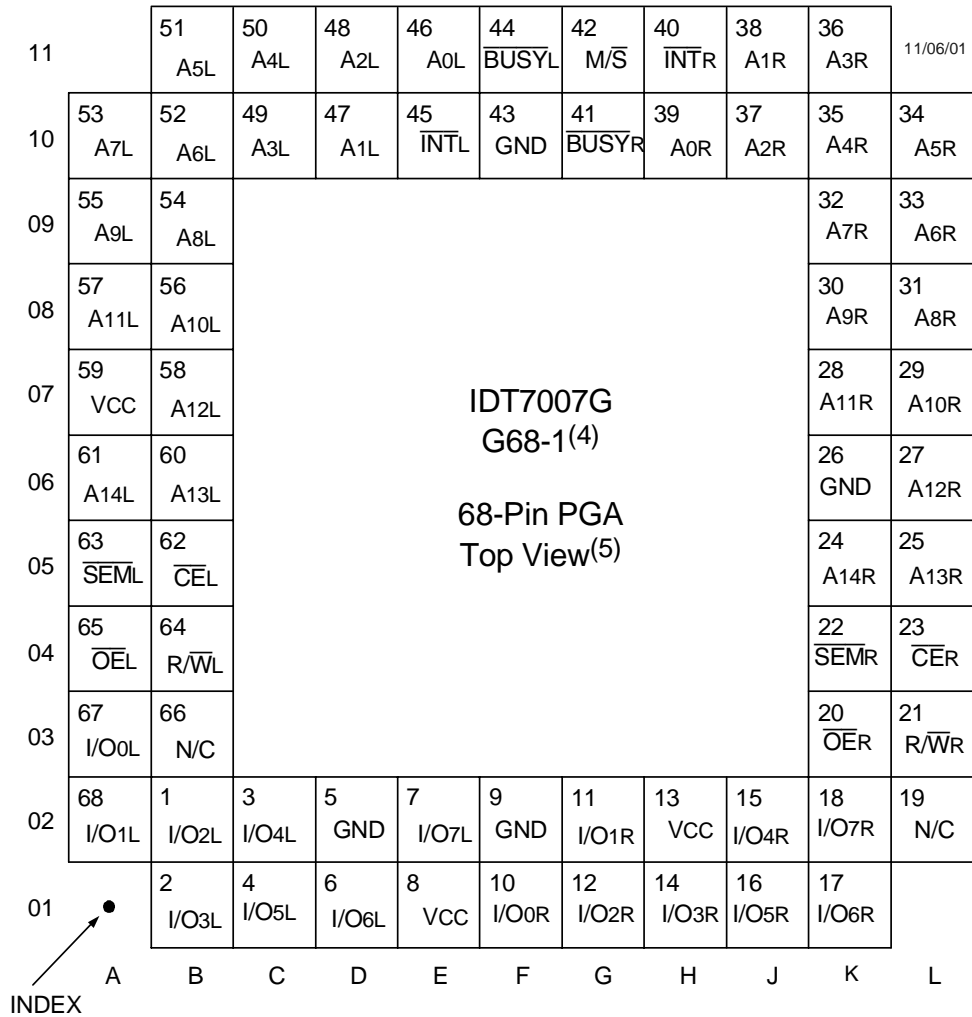 11 51 50 48 46 44 42 40 38 36 11/06/01
A5L A4L A2L A0L BUSYL M/S INTR A1R A3R
10 53 52 49 47 45 43 41 39 37 35 34
A7L A6L A3L A1L INTL GND BUSYR A0R A2R A4R A5R
09 55 54 32 33
A9L A8L A7R A6R
08 57 56 30 31
A11L A10L A9R A8R
07 59 58 28 29
VCC A12L A11R A10R
IDT7007G
G68-1(4)
06 61 60 26 27
A14L A13L GND A12R
68-Pin PGA
Top View(5)
05 63 62 24 25
SEML CEL A14R A13R
04 65 64 22 23
OEL R/WL SEMR CER
03 67 66 20 21
I/O0L N/C OER R/WR
02 68 1 3 5 7 9 11 13 15 18 19
I/O1L I/O2L I/O4L GND I/O7L GND I/O1R VCC I/O4R I/O7R N/C
01 2 4 6 8 10 12 14 16 17
I/O3L I/O5L I/O6L VCC I/O0R I/O2R I/O3R I/O5R I/O6R
A B C D E F G H J K L
INDEX